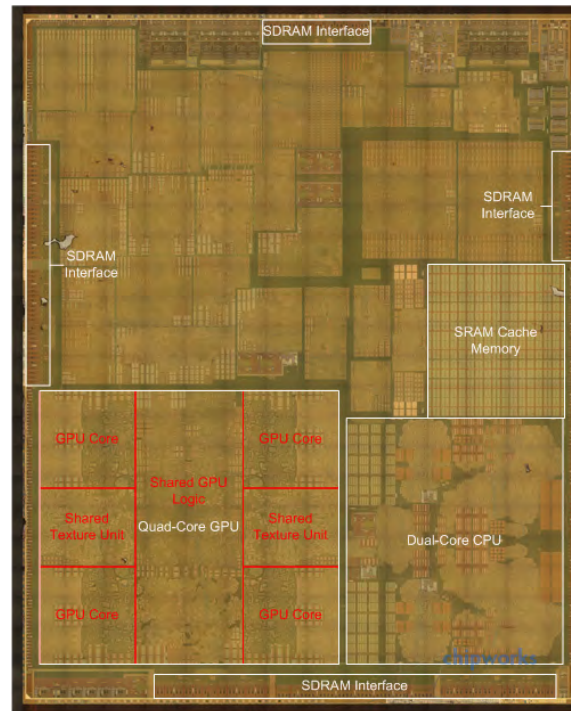 SDRAM Interface
SDRAM
Interface
SDRAM
Interface
SRAM Cache
Memory
GPU Core
GPU Core
Shared GPU
Logic
Shared
Texture Unit
Quad-Core GPU
Shared
Texture Unit
Dual-Core CPU
GPU Core
GPU Core
chipworks
SDRAM Interface